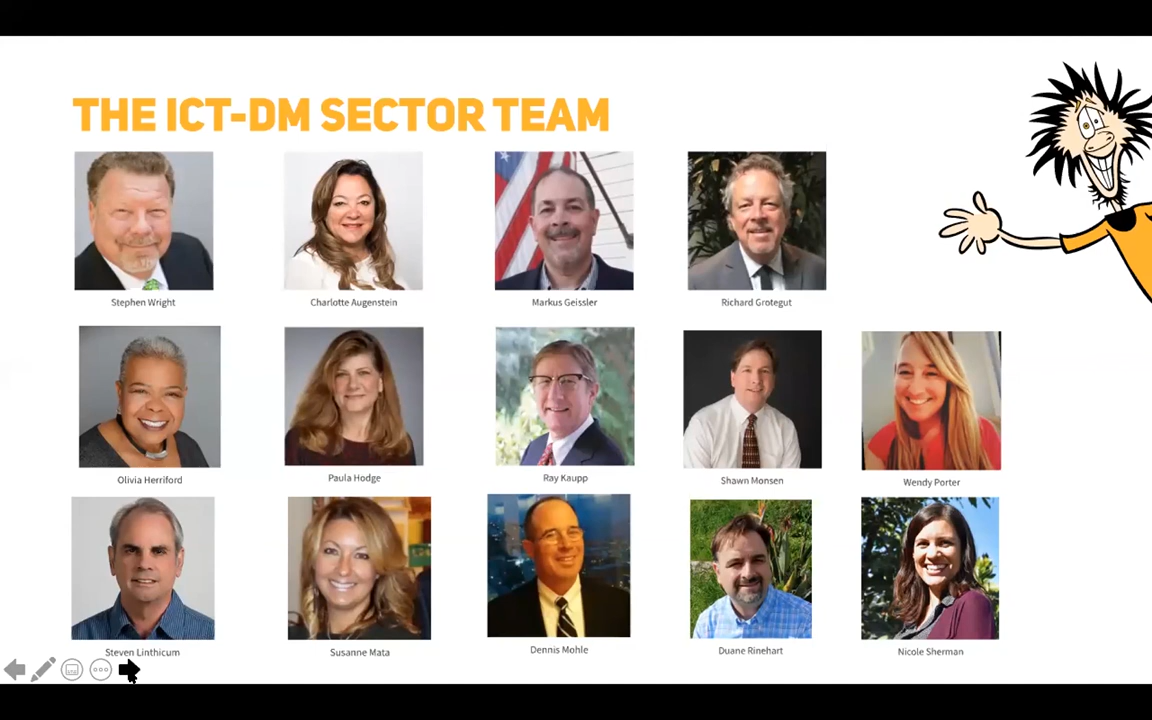 THE ICT-DM SECTOR TEAM
Stephen Wright
Charlotte Augenstein
Markus Geissler
Richard Grotegut
Olivia Herriford
Paula Hodge
Ray Kaupp
Shawn Monsen
Wendy Porter
Steven Linthicum
Susanne Mata
Dennis Mohle
Duane Rinehart
Nicole Sherman